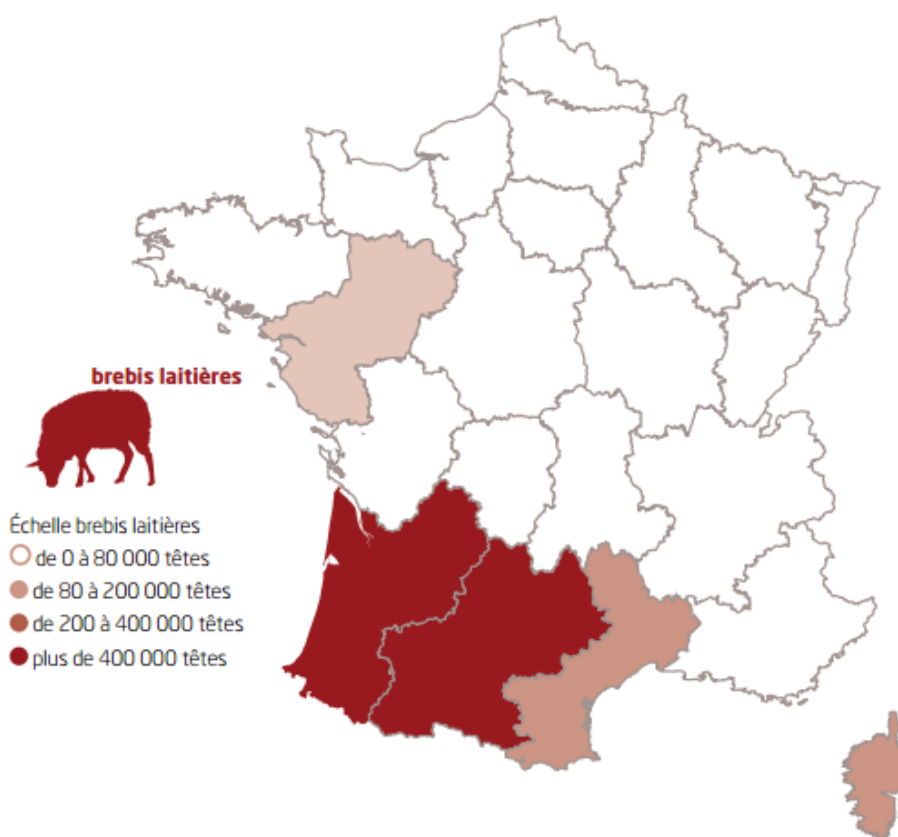 brebis laitières
Échelle brebis laitières
de 0 à 80 000 têtes
de 80 à 200 000 têtes
de 200 à 400 000 têtes
plus de 400 000 têtes